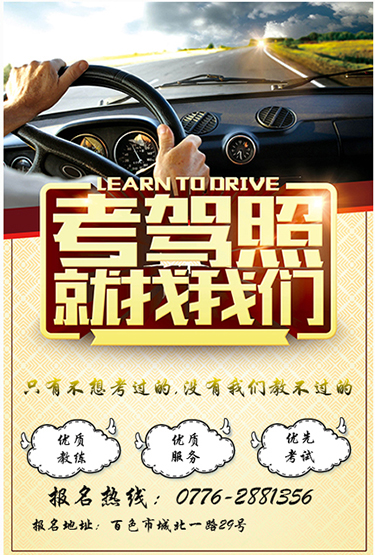 LEARN TO DRIVE
考驾照
就找我们
只有不想考过的,没有我们教不过的
优质
教练
优质
服务
优先
考试
报名热线：0776-2881356
报名地址：百色市城北一路29号